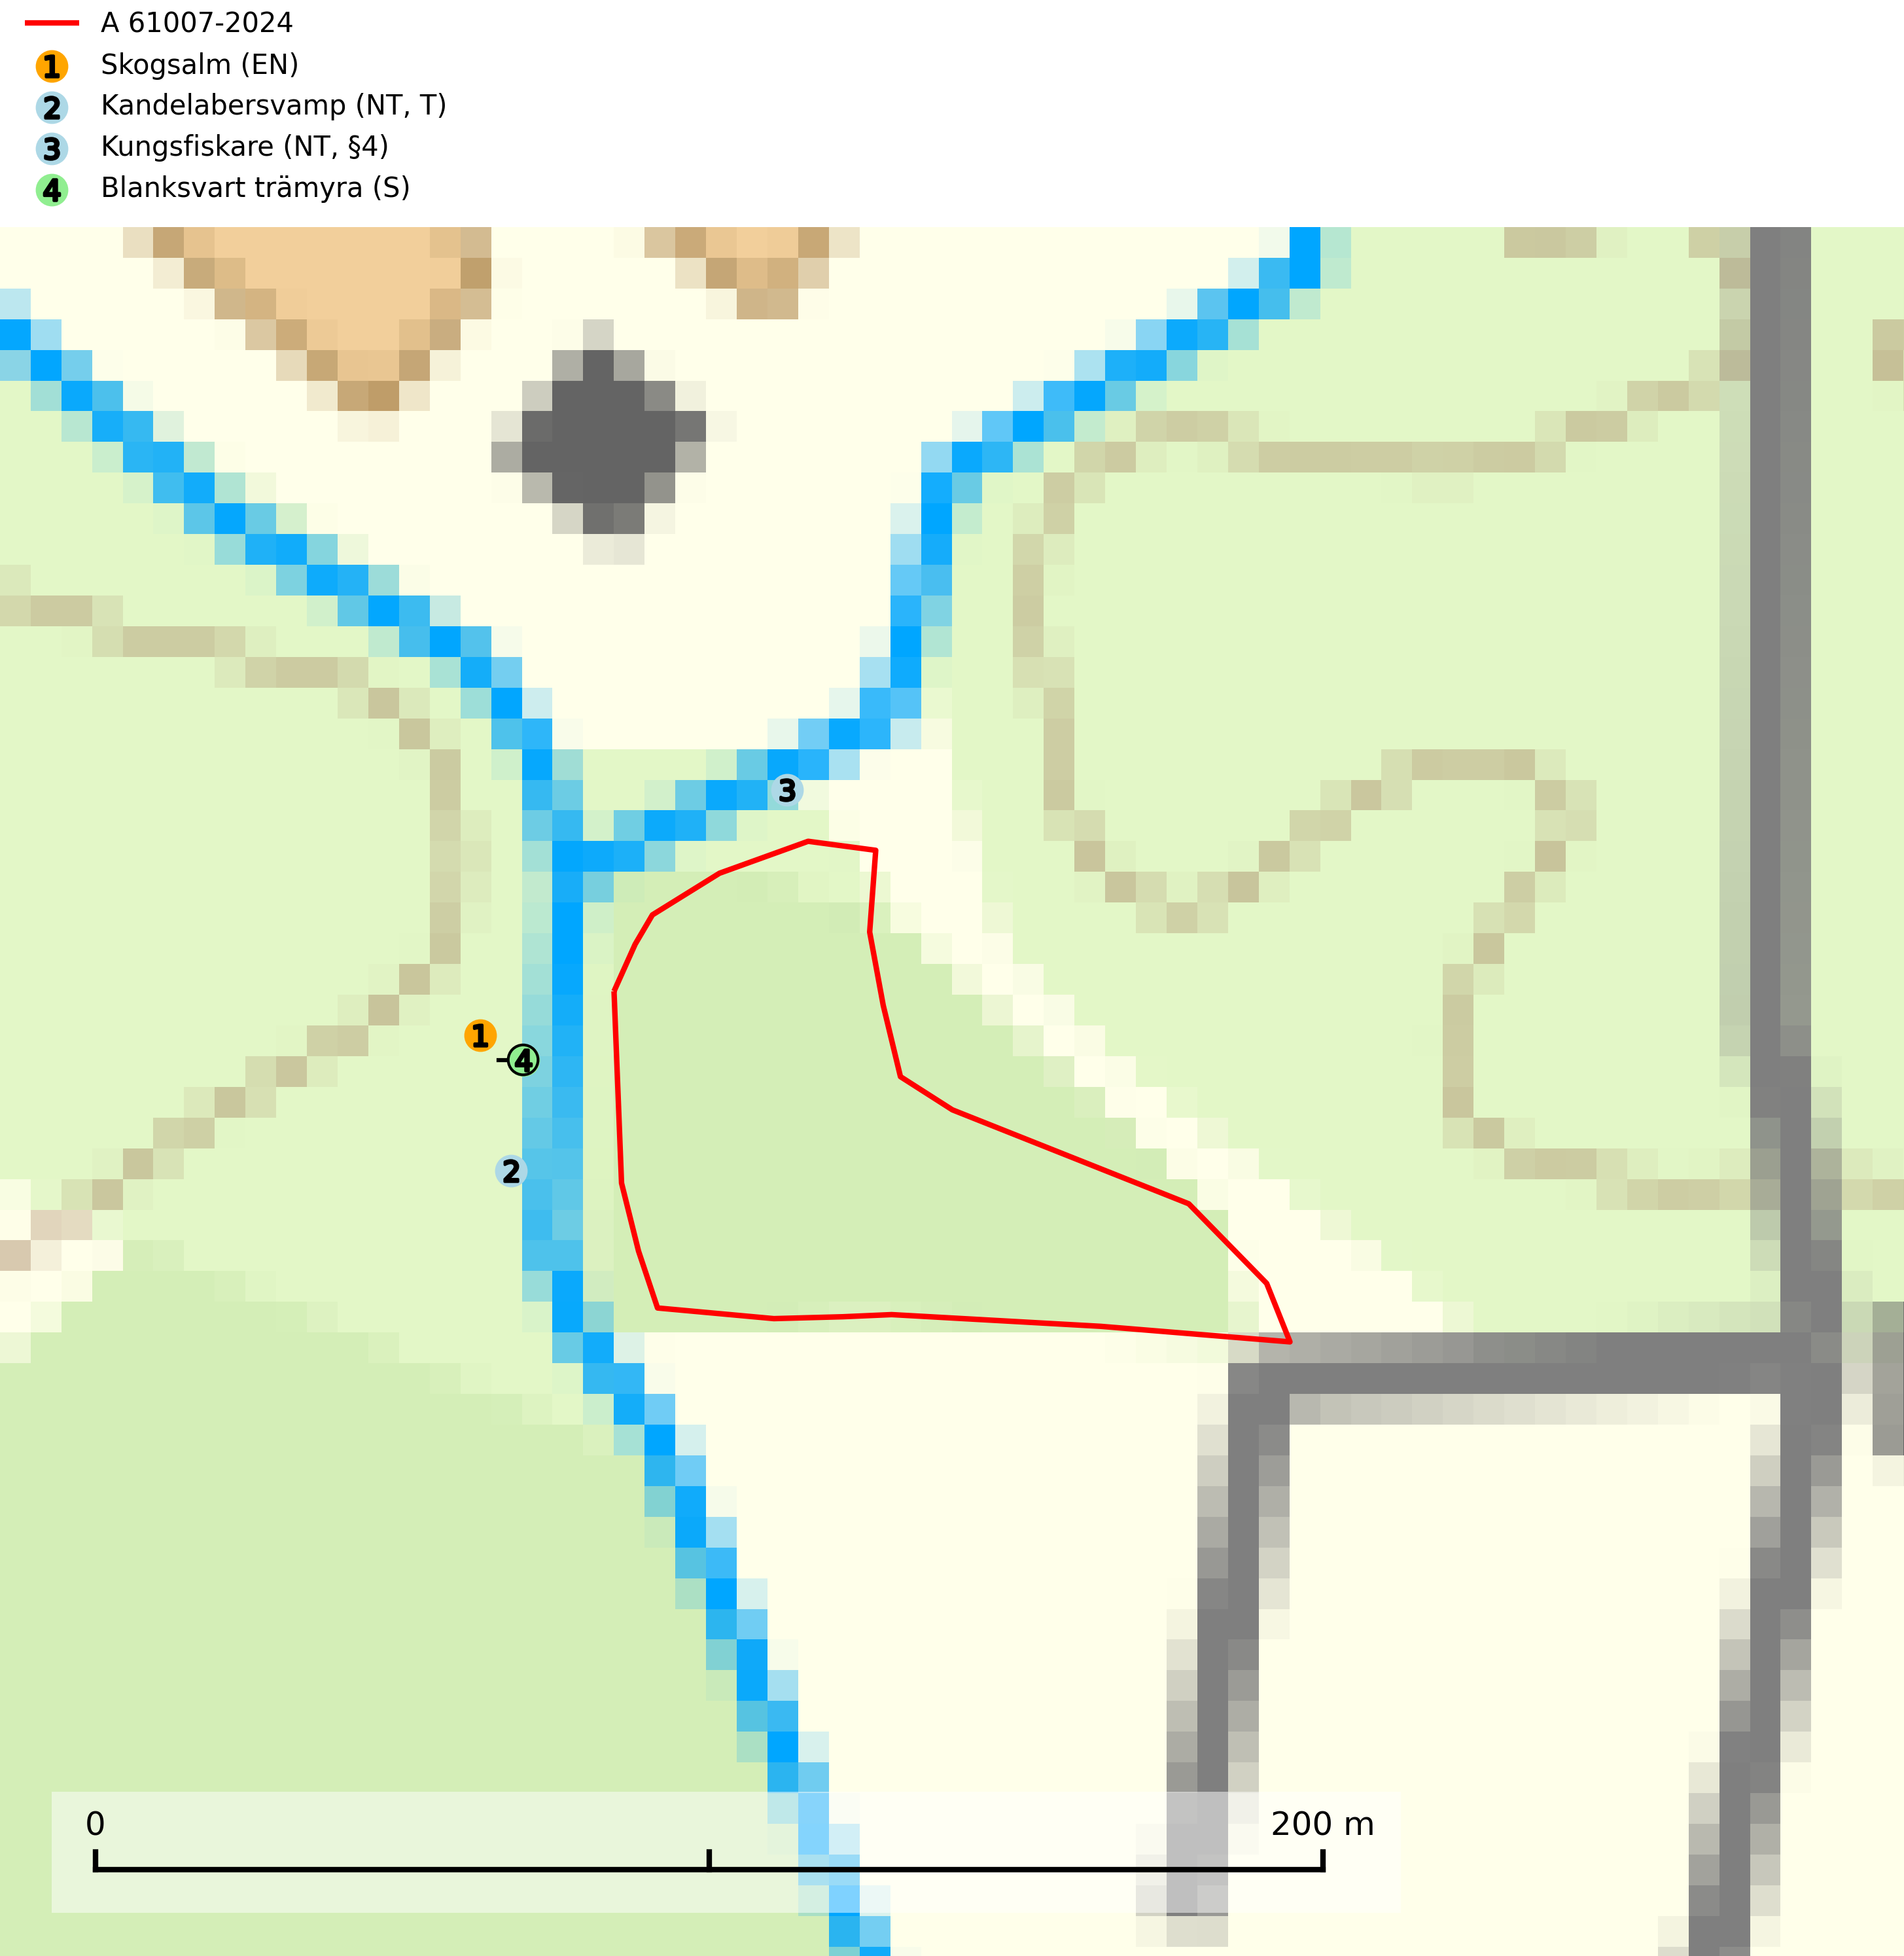 A 61007-2024
1 Skogsalm (EN)
2 Kandelabersvamp (NT, T)
3 Kungsfiskare (NT, §4)
4 Blanksvart trämyra (S)
3
1
4
2
0 200 m